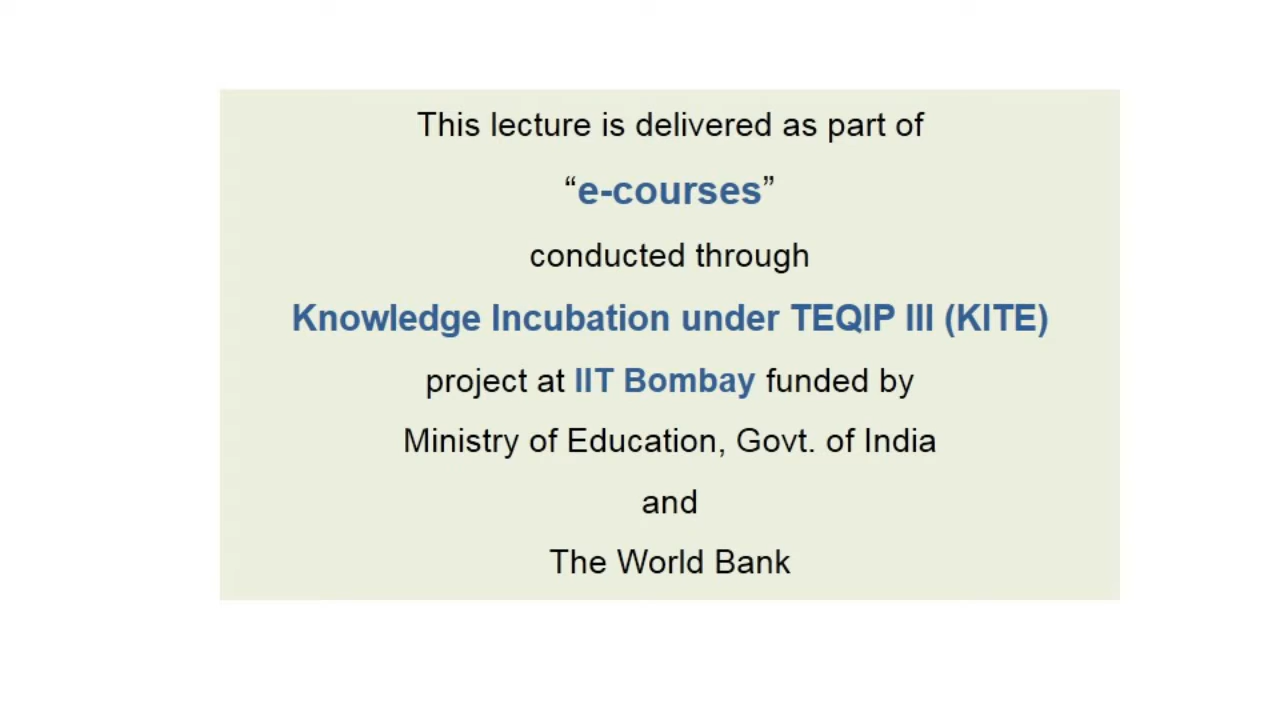 This lecture is delivered as part of
“e-courses”
conducted through
Knowledge Incubation under TEQIP III (KITE)
project at IIT Bombay funded by
Ministry of Education, Govt. of India
and
The World Bank